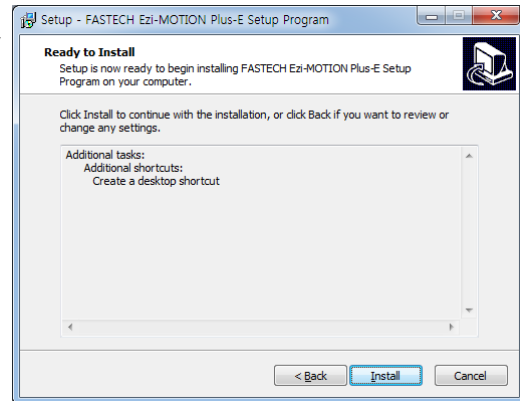 Setup - FASTECH Ezi-MOTION Plus-E Setup Program
Ready to Install
Setup is now ready to begin installing FASTECH Ezi-MOTION Plus-E Setup
Program on your computer.
Click Install to continue with the installation, or click Back if you want to review or
change any settings.
Additional tasks:
Additional shortcuts:
Create a desktop shortcut
< Back
Install
Cancel